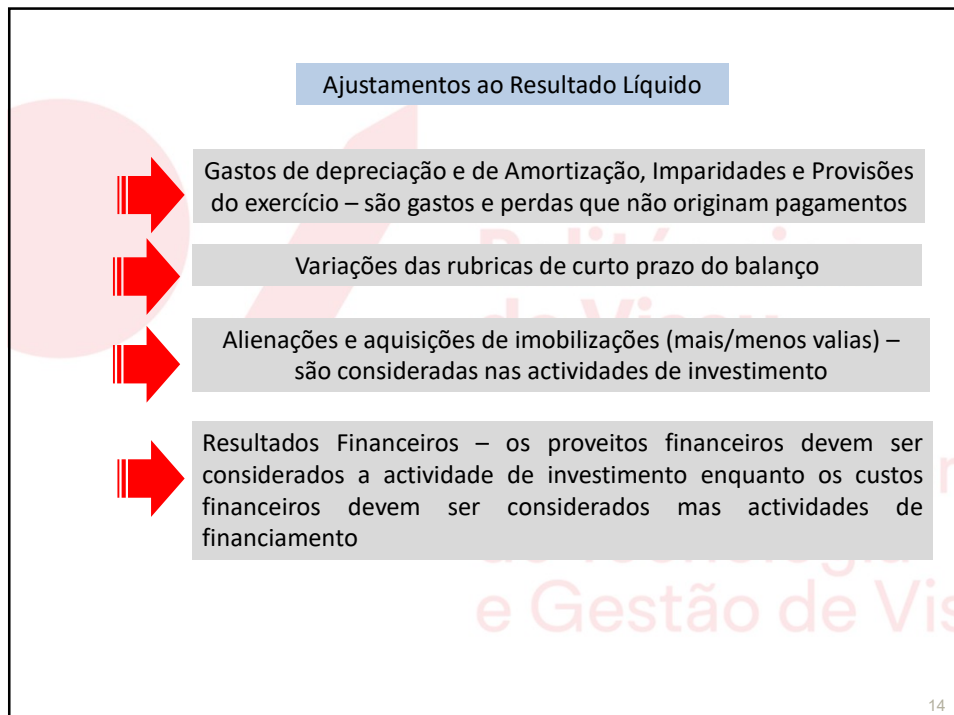 Ajustamentos ao Resultado Líquido
Gastos de depreciação e de Amortização, Imparidades e Provisões
do exercício – são gastos e perdas que não originam pagamentos
Variações das rubricas de curto prazo do balanço
Alienações e aquisições de imobilizações (mais/menos valias) –
são consideradas nas actividades de investimento
Resultados Financeiros – os proveitos financeiros devem ser
considerados a actividade de investimento enquanto os custos
financeiros devem ser considerados mas actividades de
financiamento
e Gestão de Vis
14